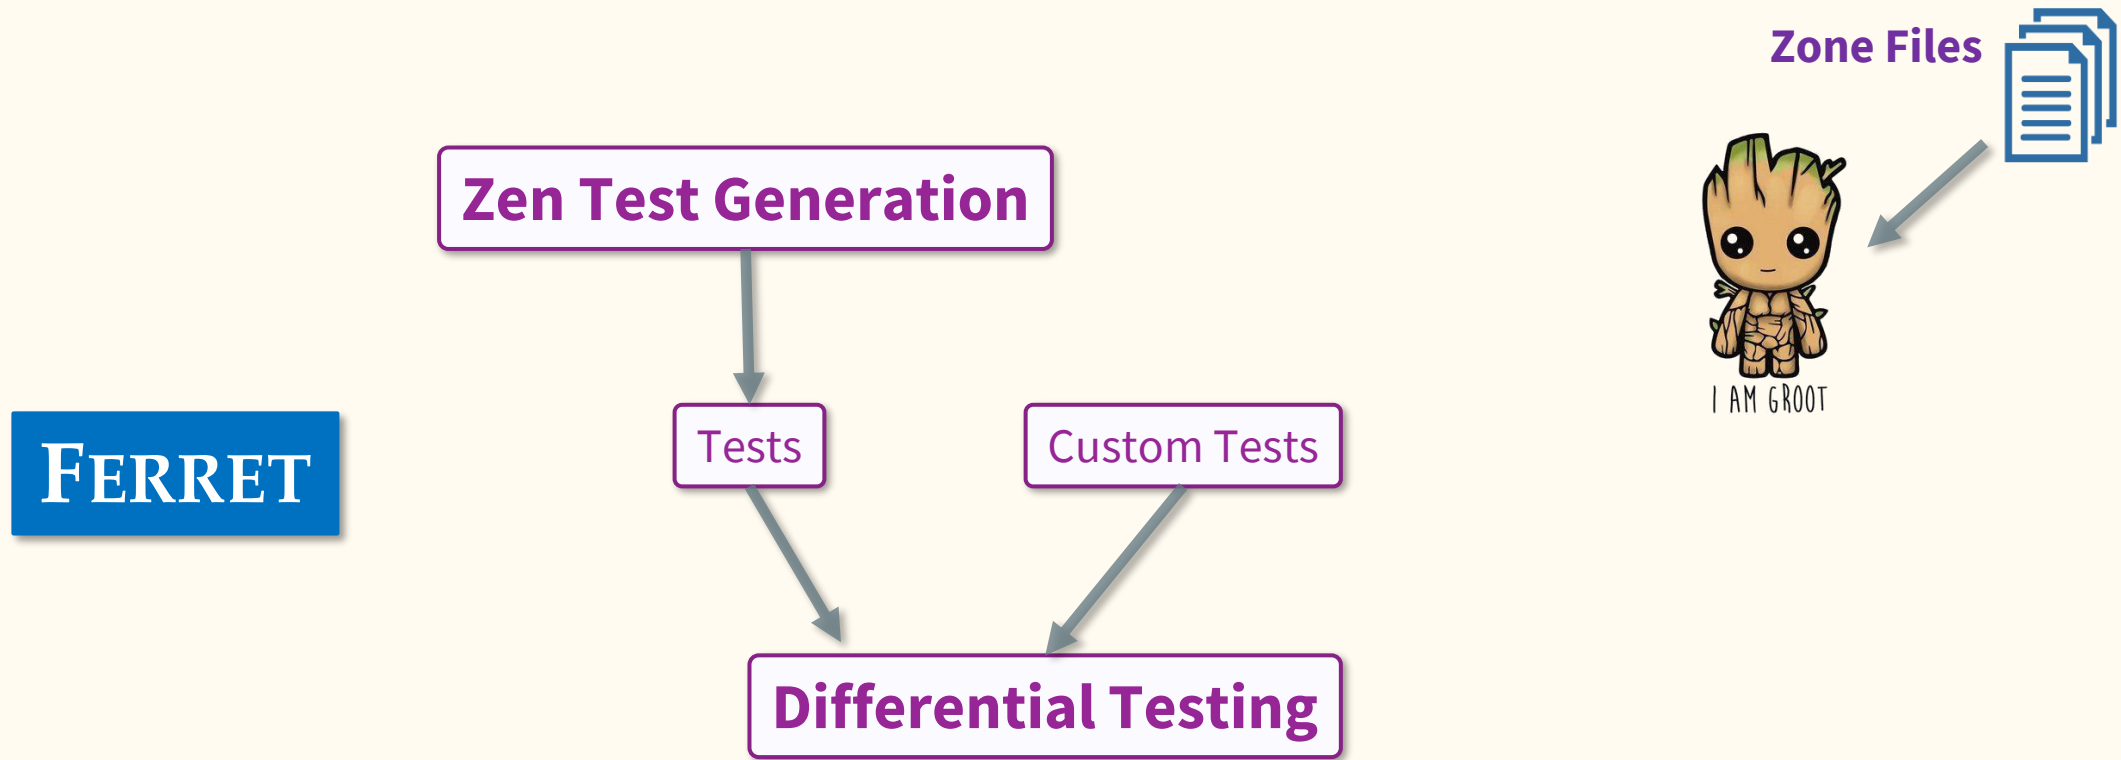 Zone Files
Zen Test Generation
I AM GROOT
FERRET
Tests
Custom Tests
Differential Testing